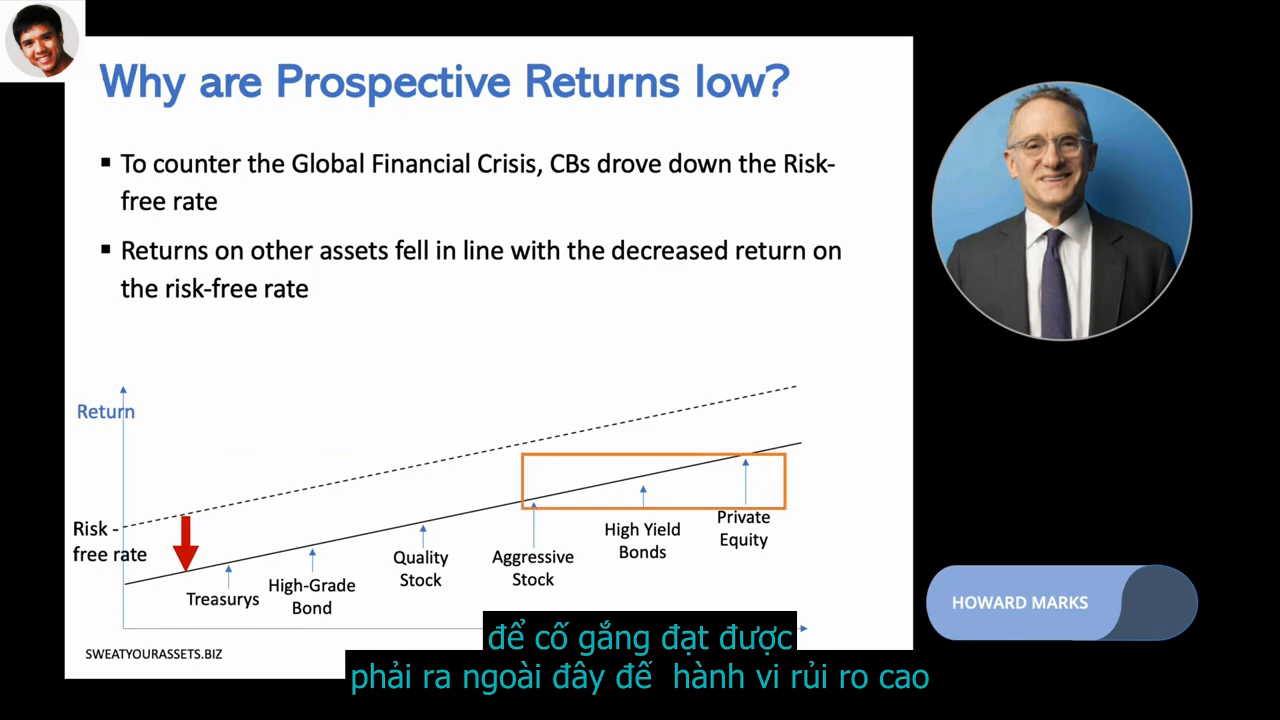 Why are Prospective Returns low?
▪ To counter the Global Financial Crisis, CBs drove down the Risk-
free rate
▪ Returns on other assets fell in line with the decreased return on
the risk-free rate
Return
Risk -
free rate
Treasurys
High-Grade
Bond
Quality
Stock
Aggressive
Stock
High Yield
Bonds
Private
Equity
SWEATYOURASSETS.BIZ
HOWARD MARKS
để cố gắng đạt được
phải ra ngoài đây đế hành vi rủi ro cao